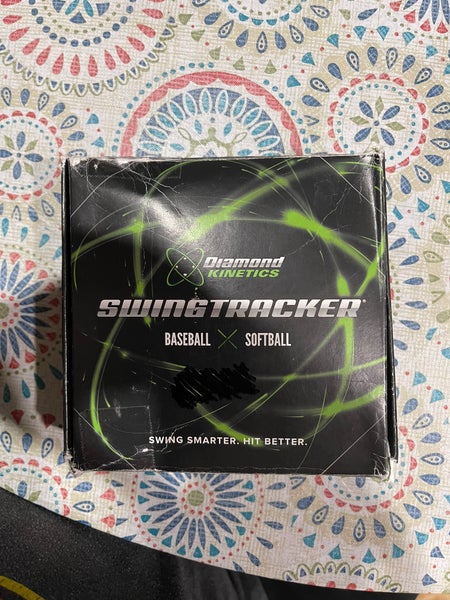 Diamond
KINETICS
SWINGTRACKER®
BASEBALL SOFTBALL
SWING SMARTER. HIT BETTER.